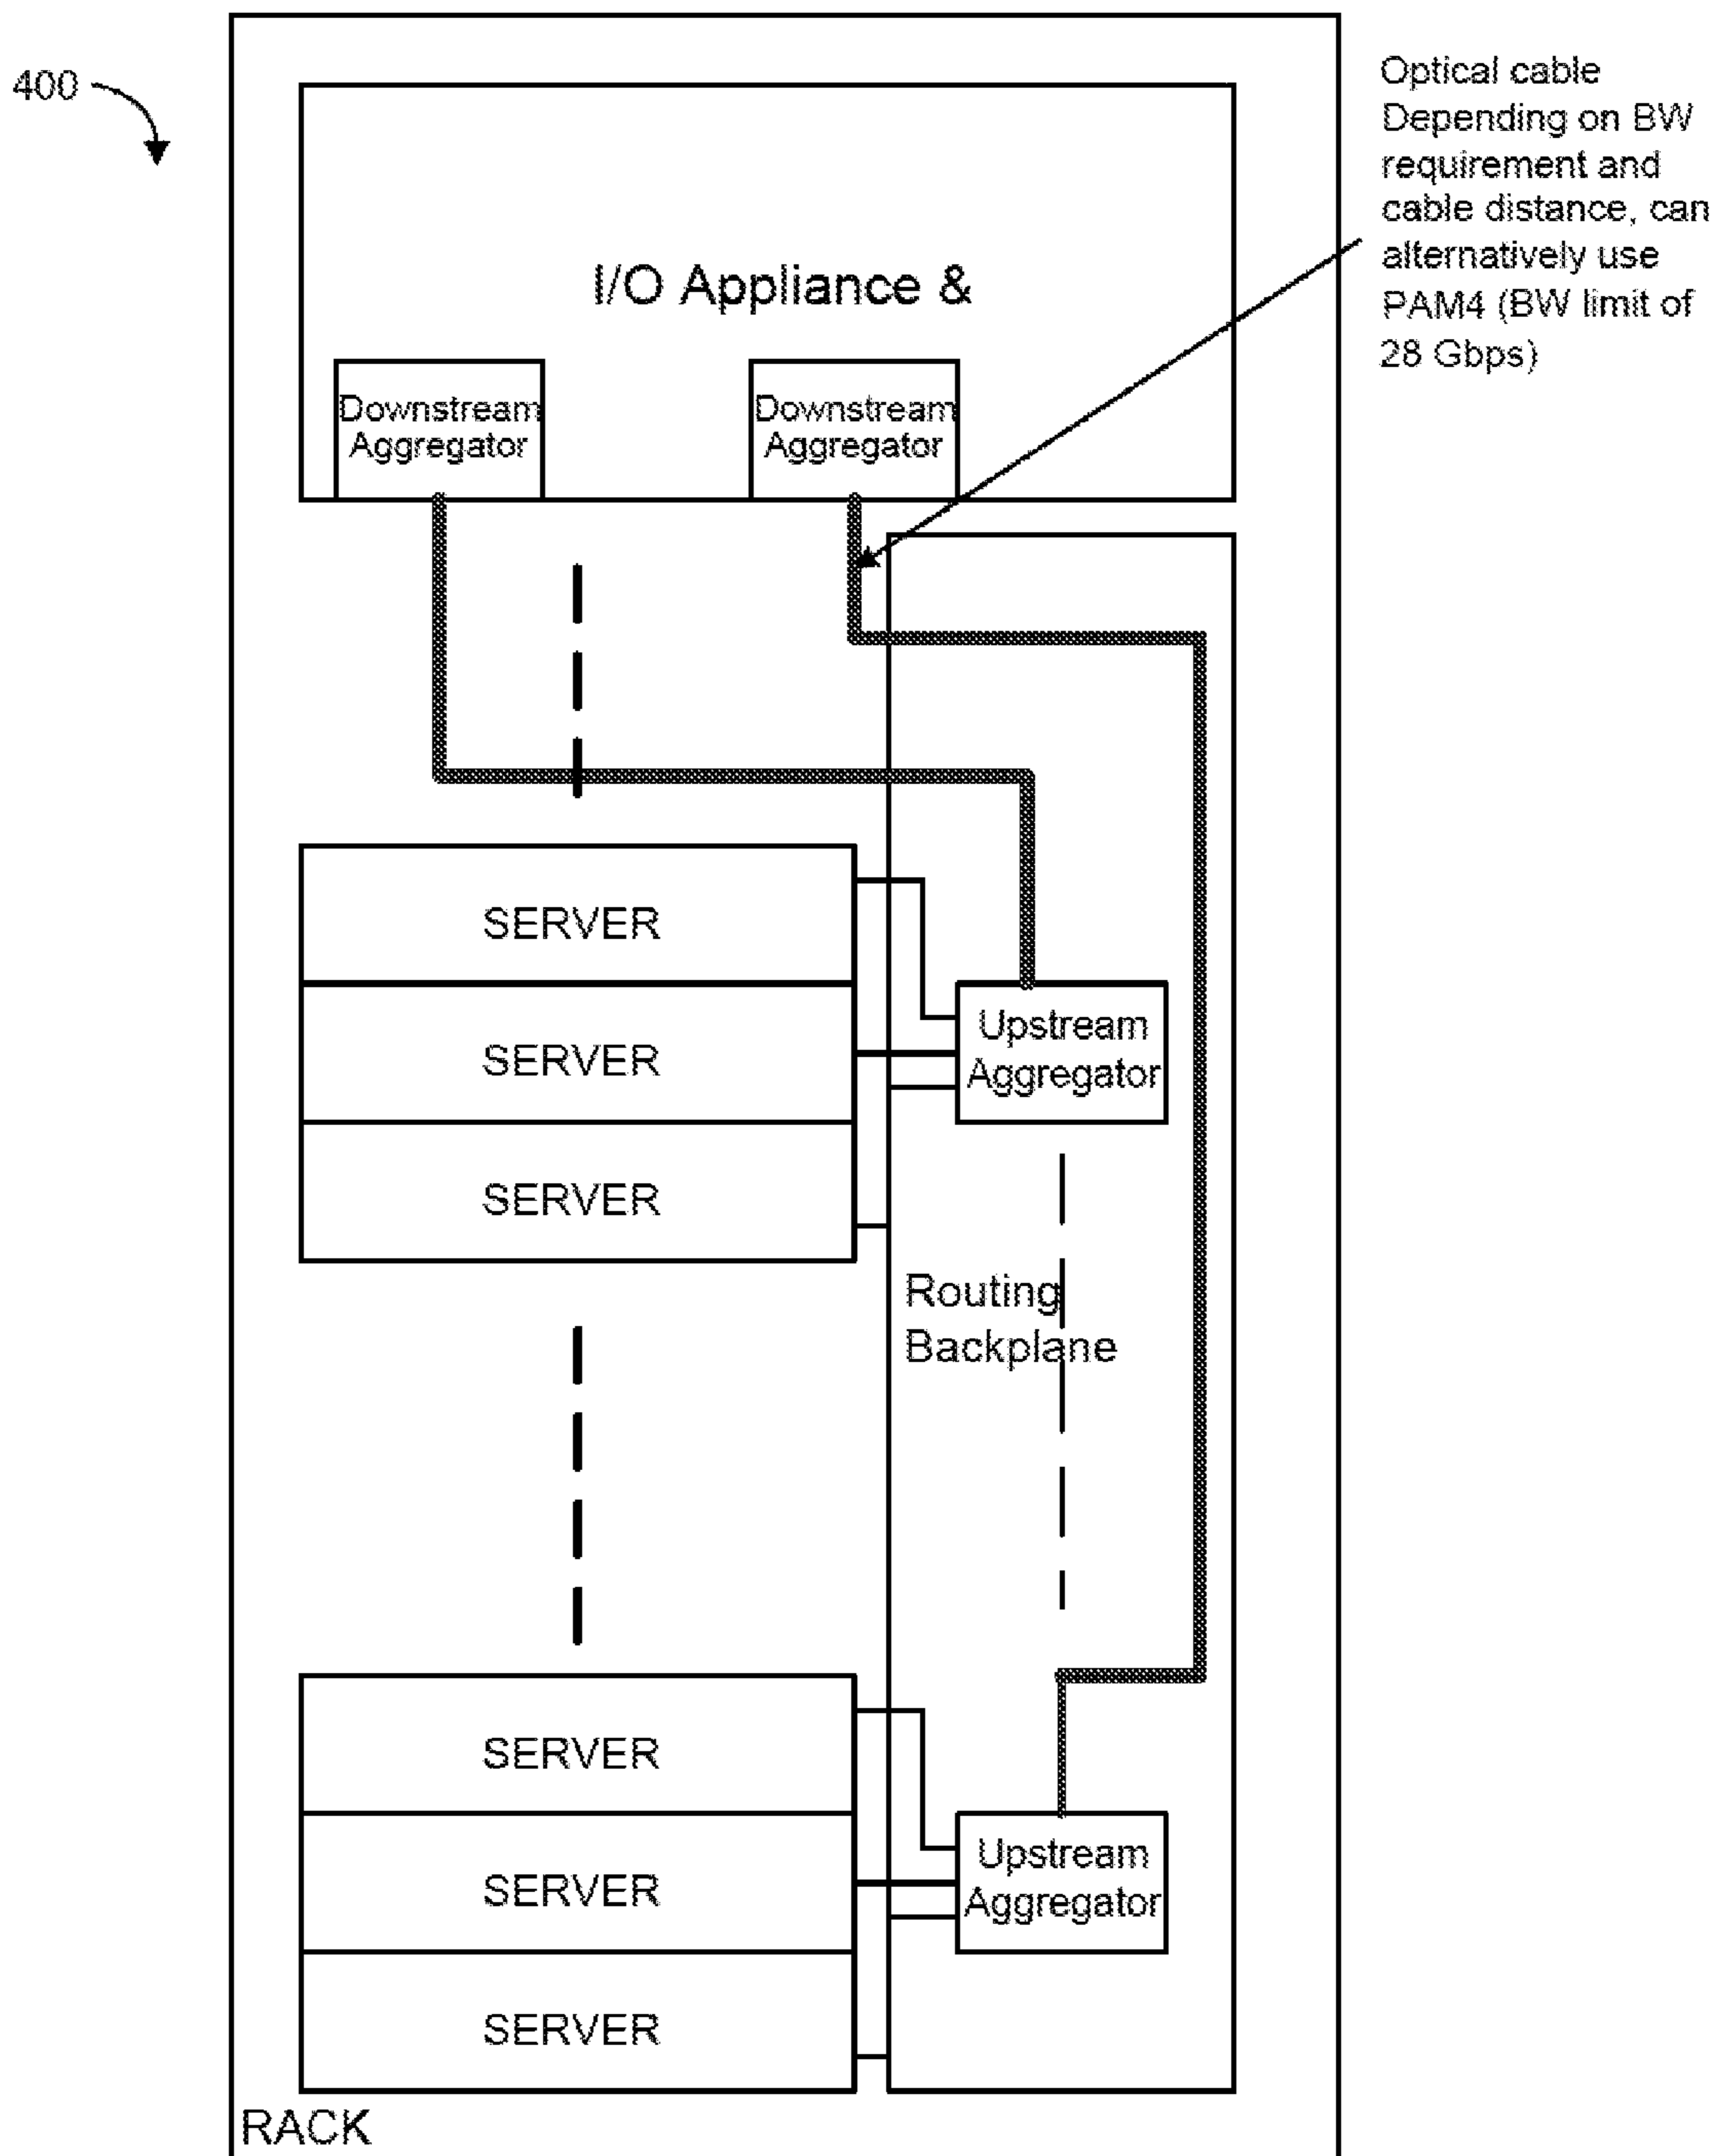 400
Optical cable
Depending on BW
requirement and
cable distance, can
alternatively use
PAM4 (BW limit of
28 Gbps)
I/O Appliance &
Downstream
Aggregator
Downstream
Aggregator
SERVER
SERVER
SERVER
Upstream
Aggregator
Routing
Backplane
SERVER
SERVER
SERVER
Upstream
Aggregator
RACK